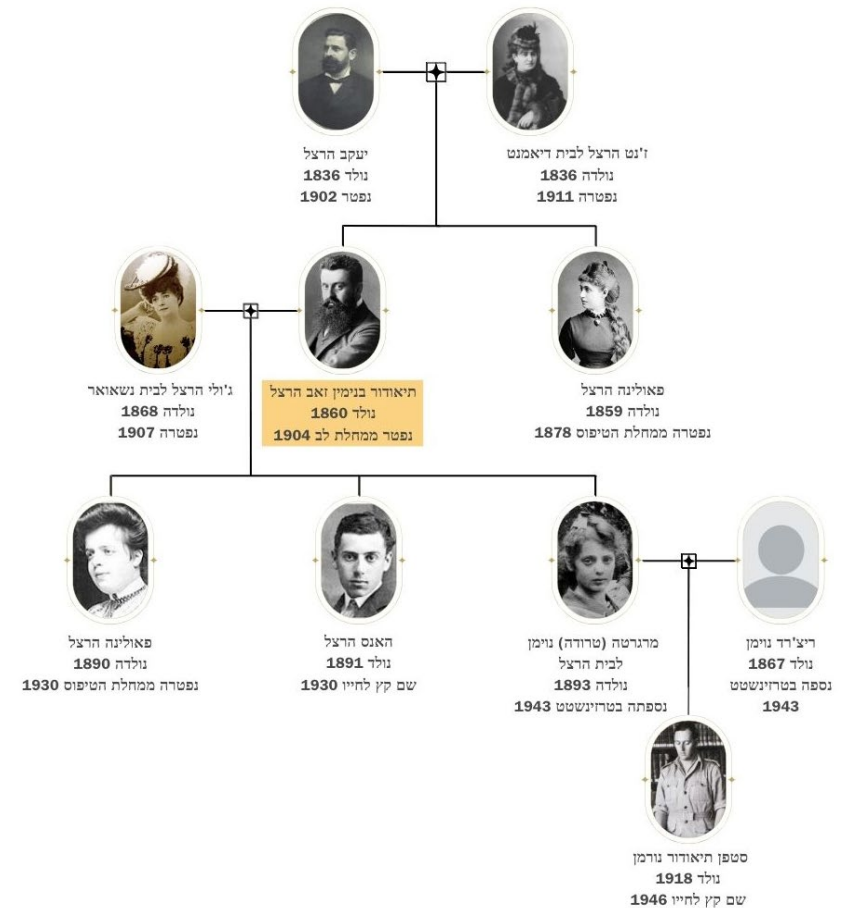 יעקב הרצל
נולד 1836
נפטר 1902
ז'נט הרצל לבית דיאמנט
נולדה 1836
נפטרה 1911
ג'ולי הרצל לבית נשאואר
נולדה 1868
נפטרה 1907
תיאודור בנימין זאב הרצל
נולד 1860
נפטר ממחלת לב 1904
פאולינה הרצל
נולדה 1859
נפטרה ממחלת הטיפוס 1878
פאולינה הרצל
נולדה 1890
נפטרה ממחלת הטיפוס 1930
האנס הרצל
נולד 1891
שם קץ לחייו 1930
מרגרטה (טרודה) נוימן
לבית הרצל
נולדה 1893
נספתה בטרזינשטט 1943
ריצ'רד נוימן
נולד 1867
נספה בטרזינשטט
1943
סטפן תיאודור נורמן
נולד 1918
שם קץ לחייו 1946